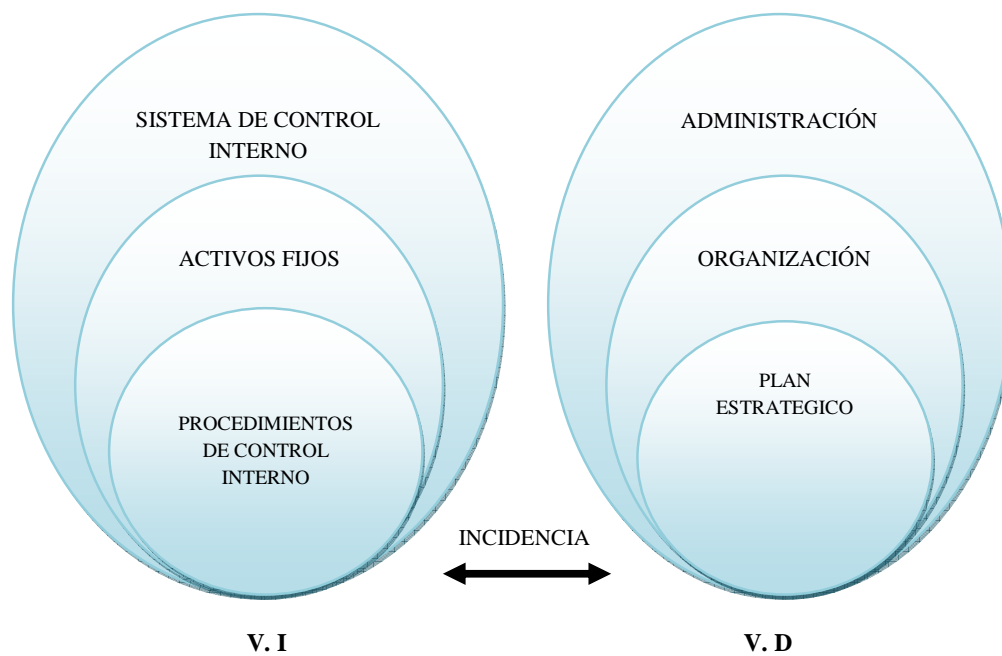 SISTEMA DE CONTROL
INTERNO
ACTIVOS FIJOS
PROCEDIMIENTOS
DE CONTROL
INTERNO
ADMINISTRACIÓN
ORGANIZACIÓN
PLAN
ESTRATEGICO
INCIDENCIA
V. I
V. D